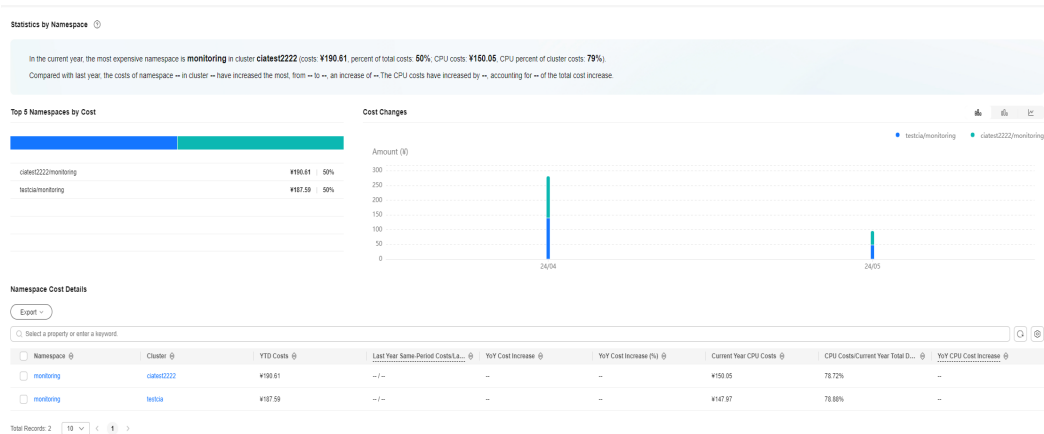 Statistics by Namespace
In the current year, the most expensive namespace is monitoring in cluster ciatest2222 (costs: ¥190.61, percent of total costs: 50%; CPU costs: ¥150.05, CPU percent of cluster costs: 79%).
Compared with last year, the costs of namespace -- in cluster -- have increased the most, from -- to --, an increase of --.The CPU costs have increased by --, accounting for -- of the total cost increase.
Top 5 Namespaces by Cost
ciatest2222/monitoring ¥190.61 | 50%
testcia/monitoring ¥187.59 | 50%
Cost Changes
testcia/monitoring ciatest2222/monitoring
Amount (¥)
300
250
200
150
100
50
0
24/04 24/05
Namespace Cost Details
Export
Select a property or enter a keyword.
Namespace Cluster YTD Costs Last Year Same-Period Costs/La... YoY Cost Increase YoY Cost Increase (%) Current Year CPU Costs CPU Costs/Current Year Total D... YoY CPU Cost Increase
monitoring ciatest2222 ¥190.61 -- / -- -- -- ¥150.05 78.72% --
monitoring testcia ¥187.59 -- / -- -- -- ¥147.97 78.88% --
Total Records: 2 10 < 1 >